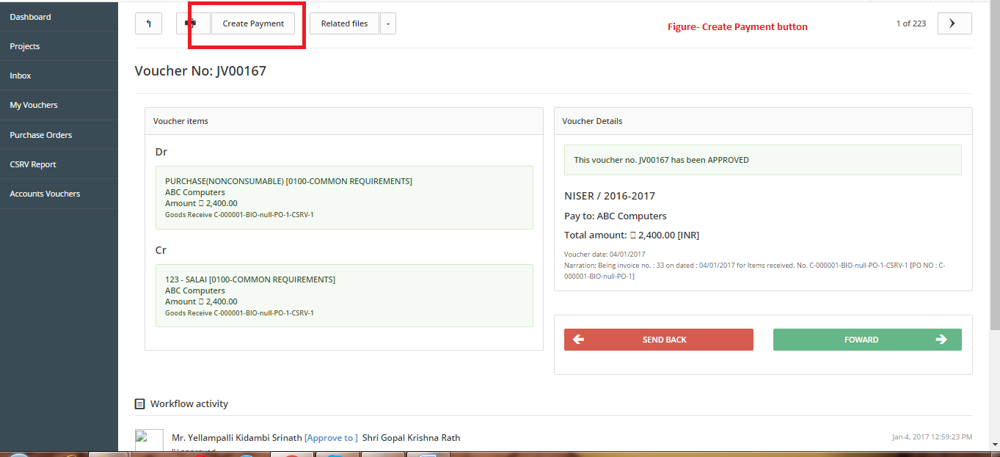 Dashboard
Projects
Inbox
My Vouchers
Purchase Orders
CSRV Report
Accounts Vouchers
Create Payment
Related files
Figure- Create Payment button
1 of 223
Voucher No: JV00167
Voucher items
Dr
PURCHASE(NONCONSUMABLE) [0100-COMMON REQUIREMENTS]
ABC Computers
Amount 2,400.00
Goods Receive C-000001-BIO-null-PO-1-CSRV-1
Cr
123 - SALAI [0100-COMMON REQUIREMENTS]
ABC Computers
Amount 2,400.00
Goods Receive C-000001-BIO-null-PO-1-CSRV-1
Voucher Details
This voucher no. JV00167 has been APPROVED
NISER / 2016-2017
Pay to: ABC Computers
Total amount: 2,400.00 [INR]
Voucher date: 04/01/2017
Narration: Being invoice no. : 33 on dated : 04/01/2017 for Items received. No. C-000001-BIO-null-PO-1-CSRV-1 [PO NO : C-
000001-BIO-null-PO-1]
SEND BACK
FOWARD
Workflow activity
Mr. Yellampalli Kidambi Srinath [Approve to ] Shri Gopal Krishna Rath
Jan 4, 2017 12:59:23 PM
JV approved